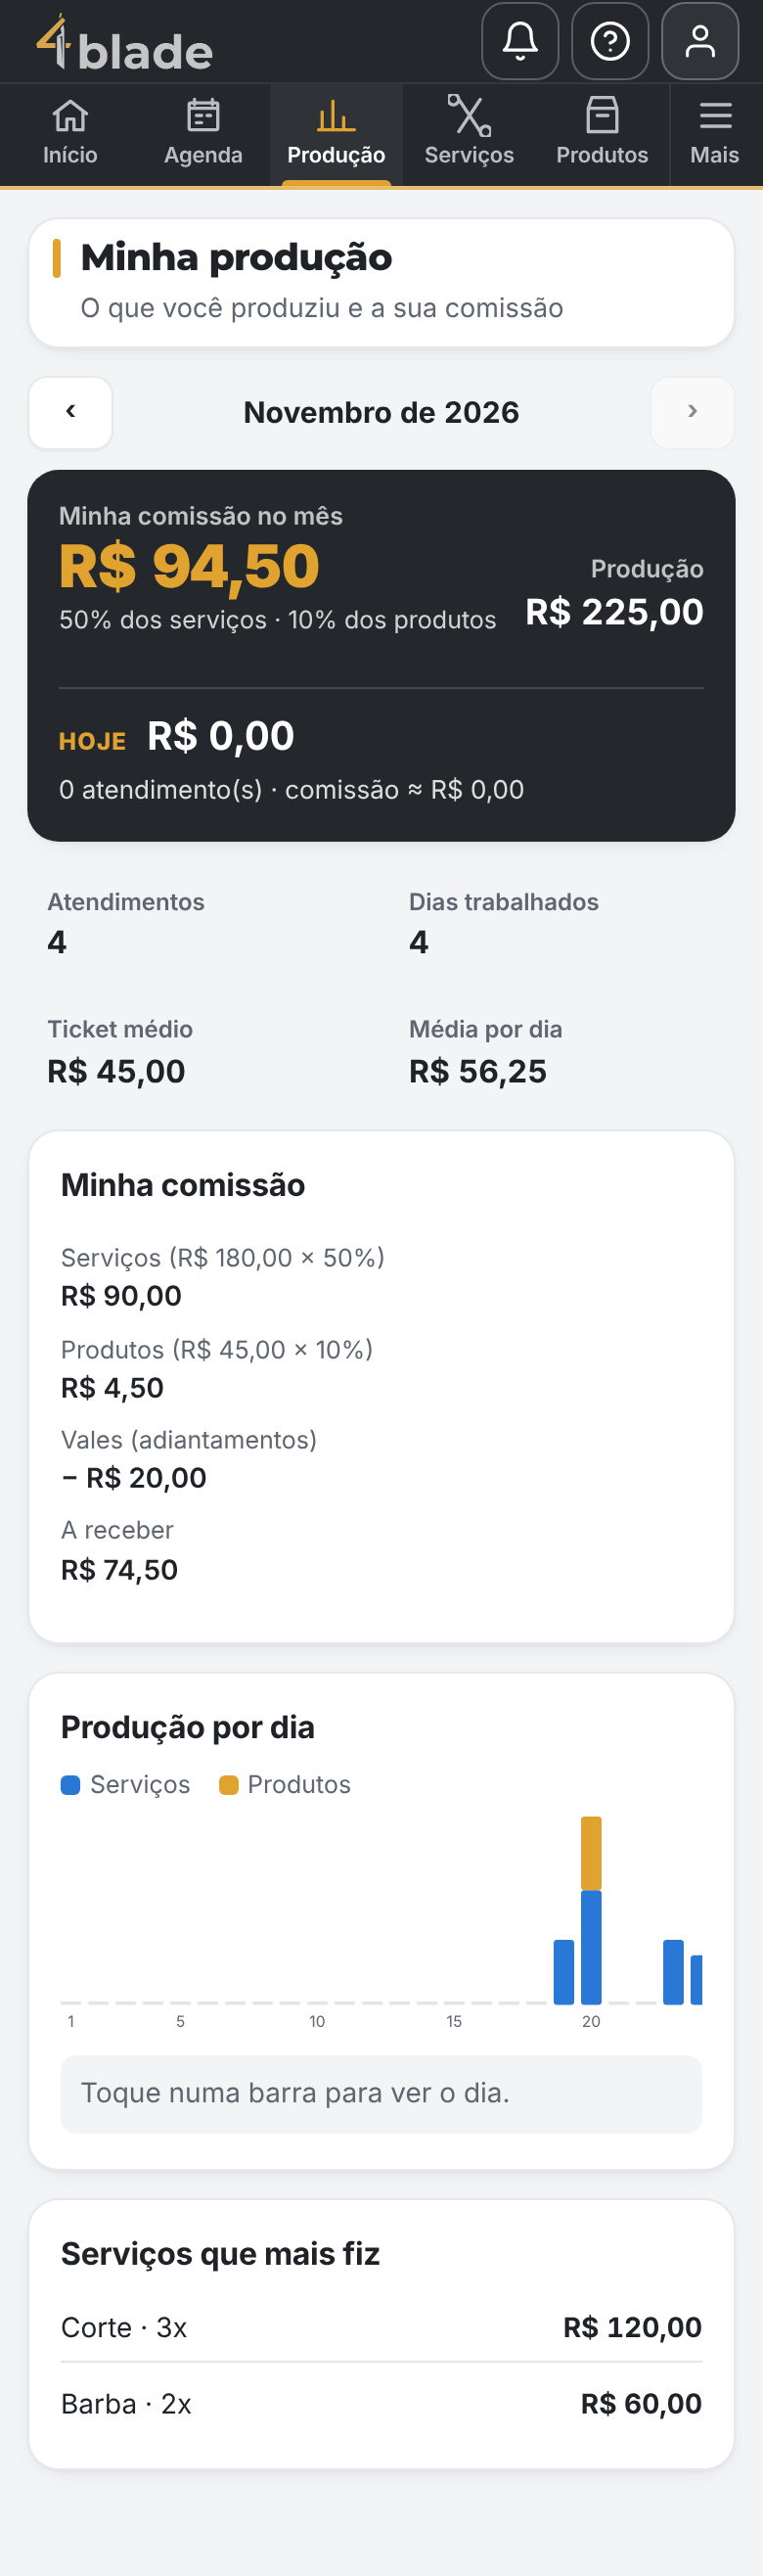 4blade
Início
Agenda
Produção
Serviços
Produtos
Mais
Minha produção
O que você produziu e a sua comissão
‹
Novembro de 2026
›
Minha comissão no mês
R$ 94,50
50% dos serviços · 10% dos produtos
Produção
R$ 225,00
HOJE R$ 0,00
0 atendimento(s) · comissão ≈ R$ 0,00
Atendimentos
4
Dias trabalhados
4
Ticket médio
R$ 45,00
Média por dia
R$ 56,25
Minha comissão
Serviços (R$ 180,00 × 50%)
R$ 90,00
Produtos (R$ 45,00 × 10%)
R$ 4,50
Vales (adiantamentos)
− R$ 20,00
A receber
R$ 74,50
Produção por dia
Serviços Produtos
1 5 10 15 20
Toque numa barra para ver o dia.
Serviços que mais fiz
Corte · 3x R$ 120,00
Barba · 2x R$ 60,00